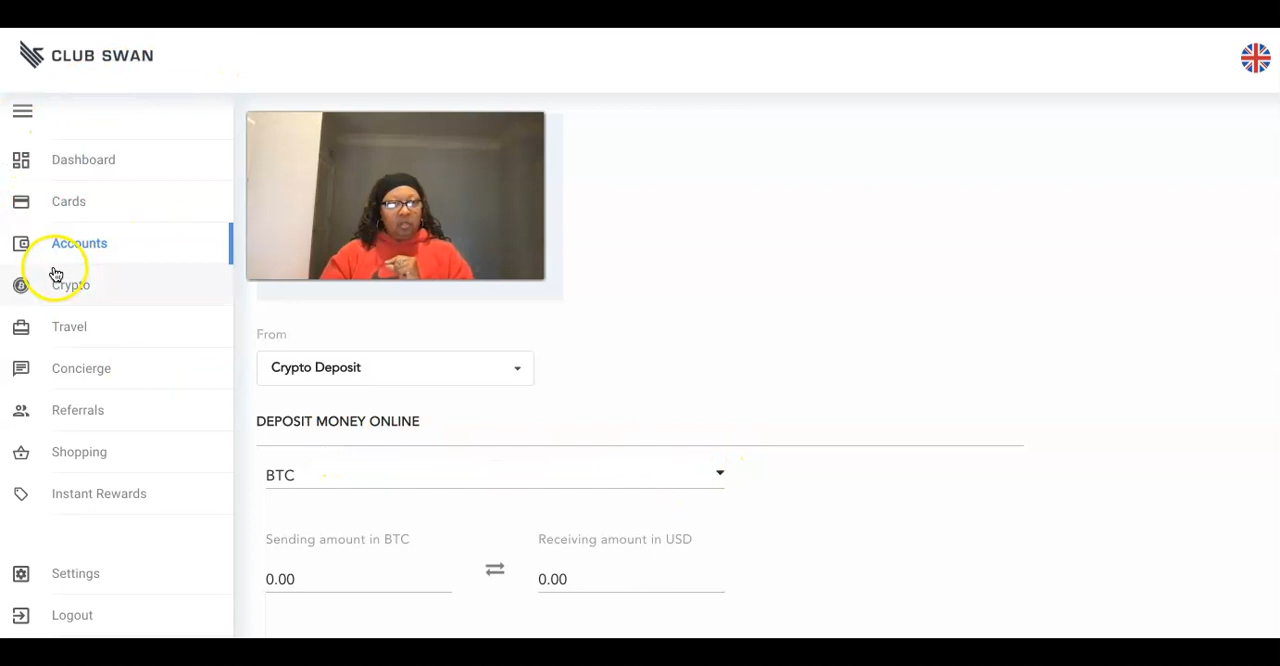 CLUB SWAN
Dashboard
Cards
Accounts
Crypto
Travel
Concierge
Referrals
Shopping
Instant Rewards
Settings
Logout
From
Crypto Deposit
DEPOSIT MONEY ONLINE
BTC
Sending amount in BTC
Receiving amount in USD
0.00
0.00